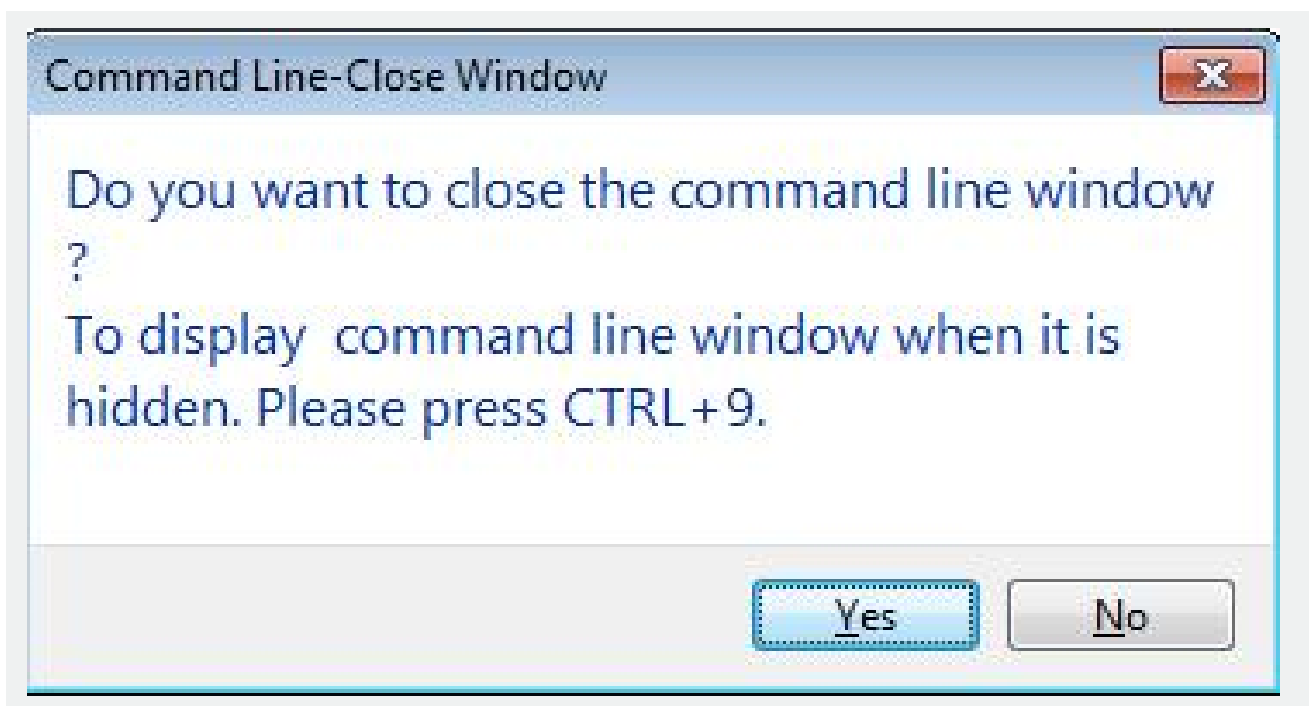 Command Line-Close Window
Do you want to close the command line window
?
To display  command line window when it is
hidden. Please press CTRL+9.
Yes No